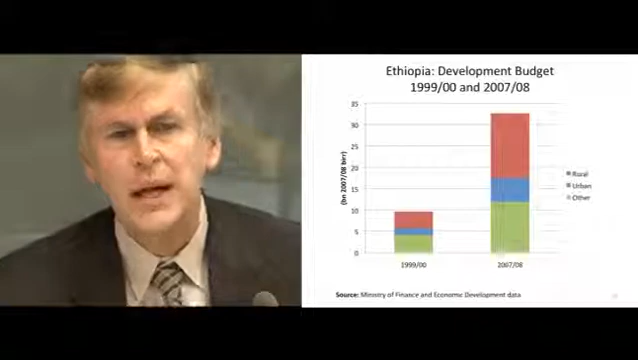 Ethiopia: Development Budget
1999/00 and 2007/08
35
30
25
20
15
10
5
0
(bn 2007/08 birr)
1999/00
2007/08
Rural
Urban
Other
Source: Ministry of Finance and Economic Development data